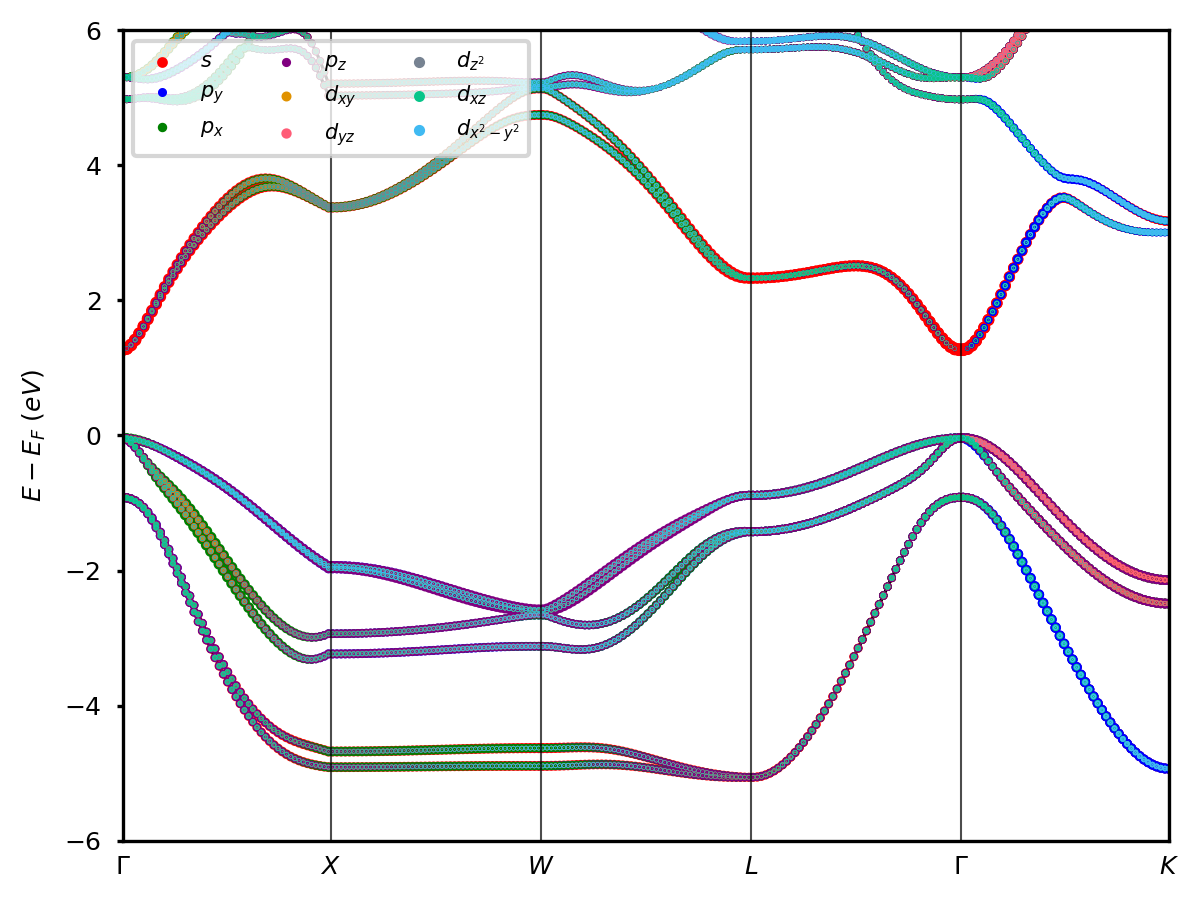 6
4
2
0
−2
−4
−6
E − E_F (eV)
s
p_y
p_x
p_z
d_xy
d_yz
d_z²
d_xz
d_x²−y²
Γ X W L Γ K